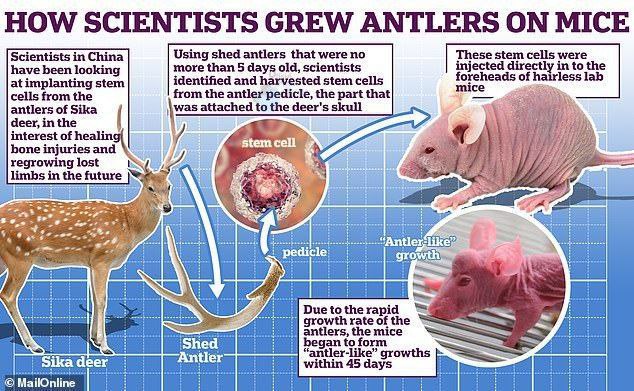 HOW SCIENTISTS GREW ANTLERS ON MICE
Scientists in China
have been looking
at implanting stem
cells from the
antlers of Sika
deer, in the
interest of healing
bone injuries and
regrowing lost
limbs in the future
Using shed antlers that were no
more than 5 days old, scientists
identified and harvested stem cells
from the antler pedicle, the part that
was attached to the deer's skull
These stem cells were
injected directly in to the
foreheads of hairless lab
mice
stem cell
pedicle
"Antler-like"
growth
Shed
Antler
Sika deer
Due to the rapid
growth rate of the
antlers, the mice
began to form
"antler-like" growths
within 45 days
© MailOnline